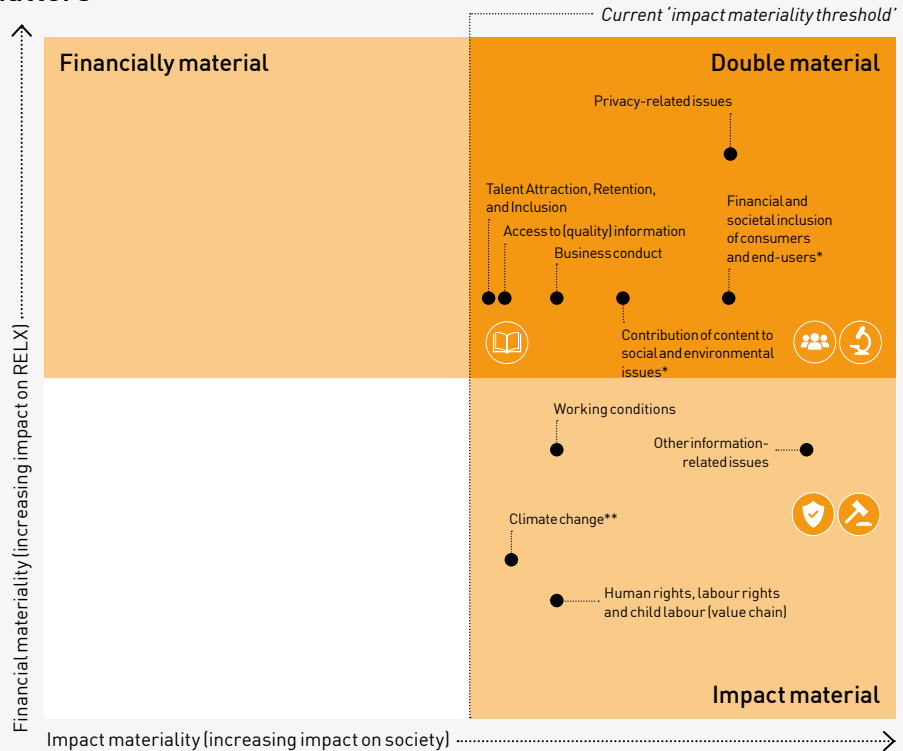 Current ‘impact materiality threshold’
Financially material
Double material
Privacy-related issues
Talent Attraction, Retention,
and Inclusion
Access to (quality) information
Business conduct
Financial and
societal inclusion
of consumers
and end-users*
Contribution of content to
social and environmental
issues*
Working conditions
Other information-
related issues
Climate change**
Human rights, labour rights
and child labour (value chain)
Impact material
Financial materiality (increasing impact on RELX)
Impact materiality (increasing impact on society)